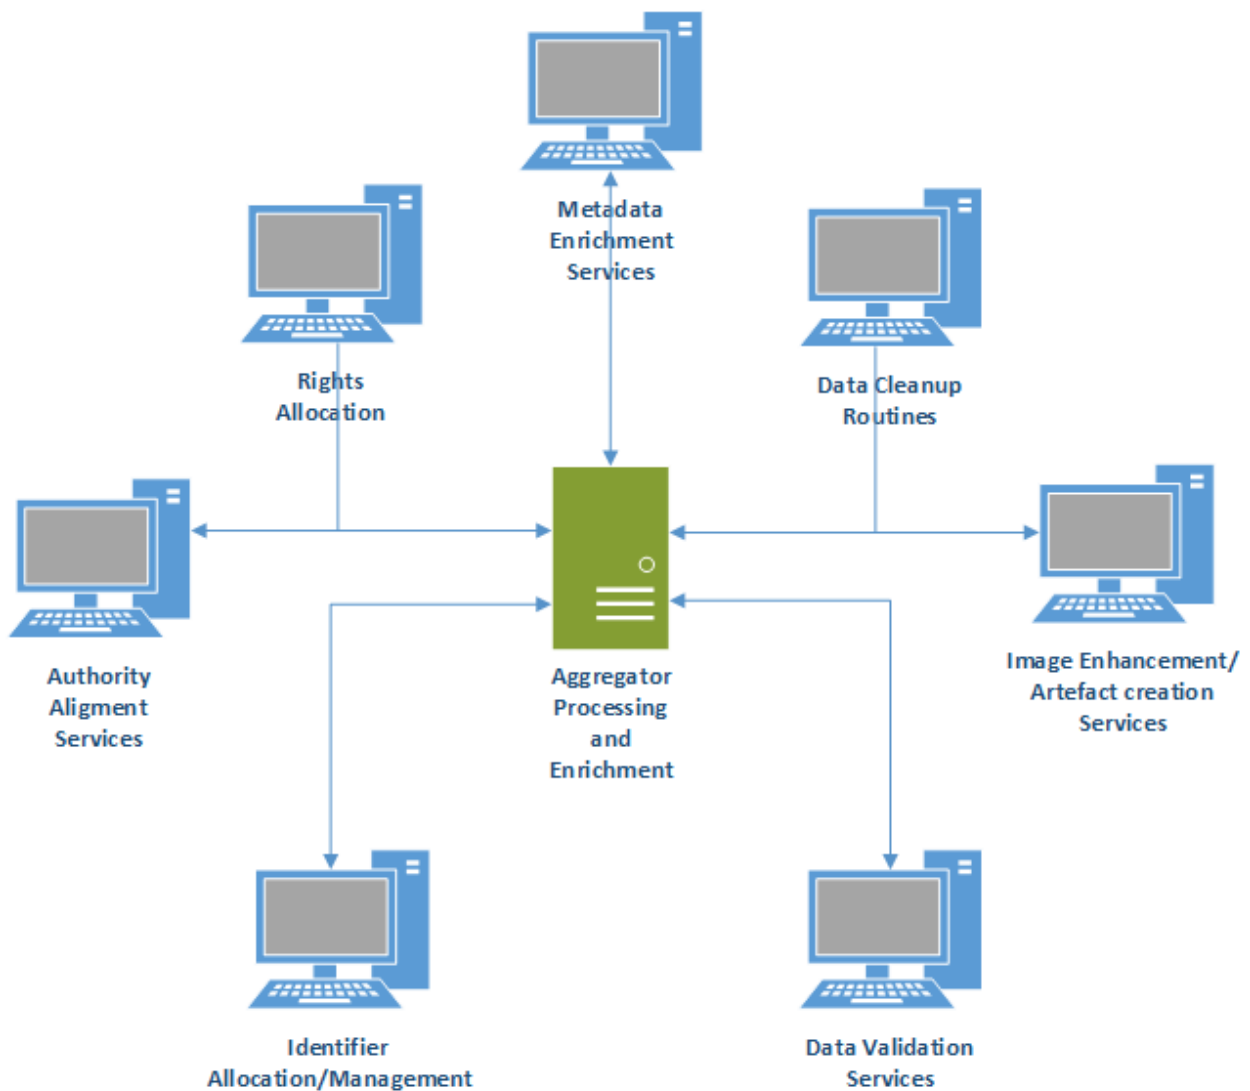 Metadata
Enrichment
Services
Rights
Allocation
Data Cleanup
Routines
Authority
Aligment
Services
Aggregator
Processing
and
Enrichment
Image Enhancement/
Artefact creation
Services
Identifier
Allocation/Management
Data Validation
Services